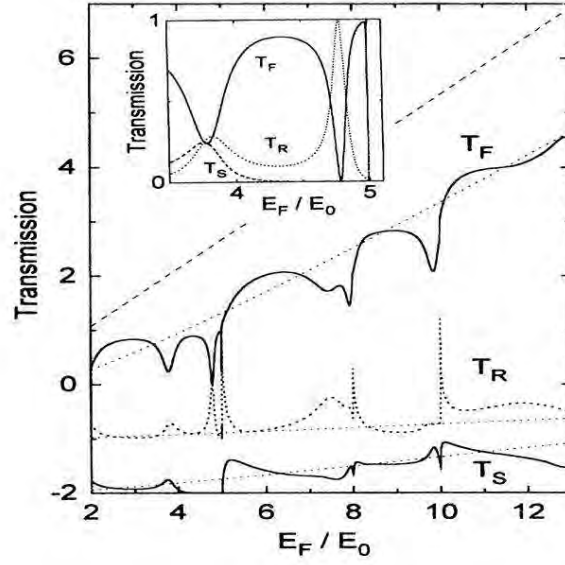 6
4
2
0
-2
Transmission
2 4 6 8 10 12
E_F / E_0
T_F
T_R
T_S
1
0
Transmission
4 5
E_F / E_0
T_F
T_R
T_S